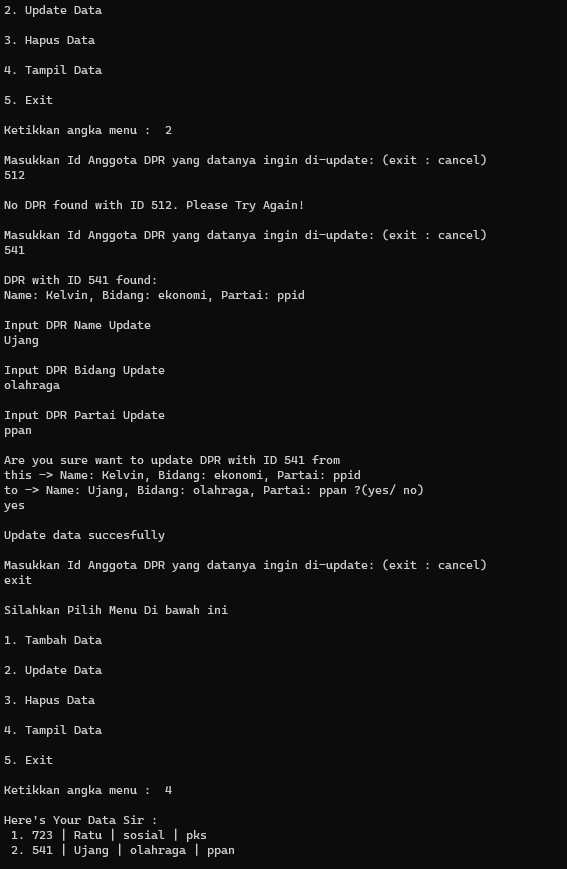 2. Update Data
3. Hapus Data
4. Tampil Data
5. Exit
Ketikkan angka menu :  2
Masukkan Id Anggota DPR yang datanya ingin di-update: (exit : cancel)
512
No DPR found with ID 512. Please Try Again!
Masukkan Id Anggota DPR yang datanya ingin di-update: (exit : cancel)
541
DPR with ID 541 found:
Name: Kelvin, Bidang: ekonomi, Partai: ppid
Input DPR Name Update
Ujang
Input DPR Bidang Update
olahraga
Input DPR Partai Update
ppan
Are you sure want to update DPR with ID 541 from
this -> Name: Kelvin, Bidang: ekonomi, Partai: ppid
to -> Name: Ujang, Bidang: olahraga, Partai: ppan ?(yes/ no)
yes
Update data succesfully
Masukkan Id Anggota DPR yang datanya ingin di-update: (exit : cancel)
exit
Silahkan Pilih Menu Di bawah ini
1. Tambah Data
2. Update Data
3. Hapus Data
4. Tampil Data
5. Exit
Ketikkan angka menu :  4
Here's Your Data Sir :
1. 723 | Ratu | sosial | pks
2. 541 | Ujang | olahraga | ppan